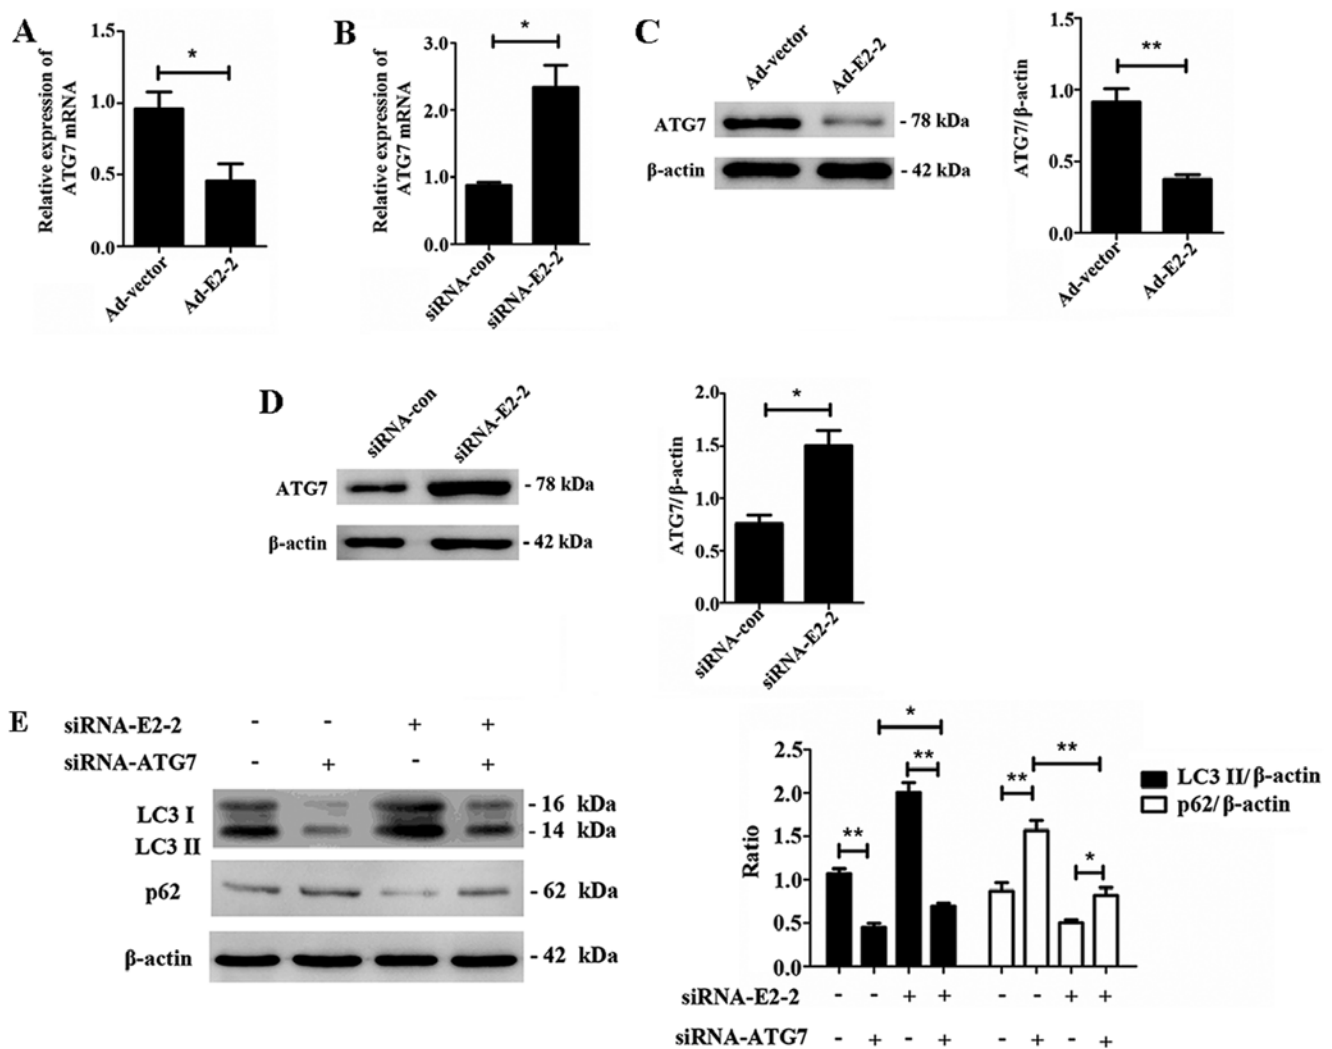 A
Relative expression of
ATG7 mRNA
1.5
1.0
0.5
0.0
*
Ad-vector
Ad-E2-2
B
Relative expression of
ATG7 mRNA
3.0
2.0
1.0
0.0
*
siRNA-con
siRNA-E2-2
C
Ad-vector
Ad-E2-2
ATG7
- 78 kDa
β-actin
- 42 kDa
ATG7/β-actin
1.5
1.0
0.5
0.0
**
Ad-vector
Ad-E2-2
D
siRNA-con
siRNA-E2-2
ATG7
- 78 kDa
β-actin
- 42 kDa
ATG7/β-actin
2.0
1.5
1.0
0.5
0.0
*
siRNA-con
siRNA-E2-2
E
siRNA-E2-2 - - + +
siRNA-ATG7 - + - +
LC3 I
- 16 kDa
LC3 II
- 14 kDa
p62
- 62 kDa
β-actin
- 42 kDa
Ratio
2.5
2.0
1.5
1.0
0.5
0.0
** ** * ** ** *
LC3 II/β-actin
p62/β-actin
siRNA-E2-2 - - + + - - + +
siRNA-ATG7 - + - + - + - +